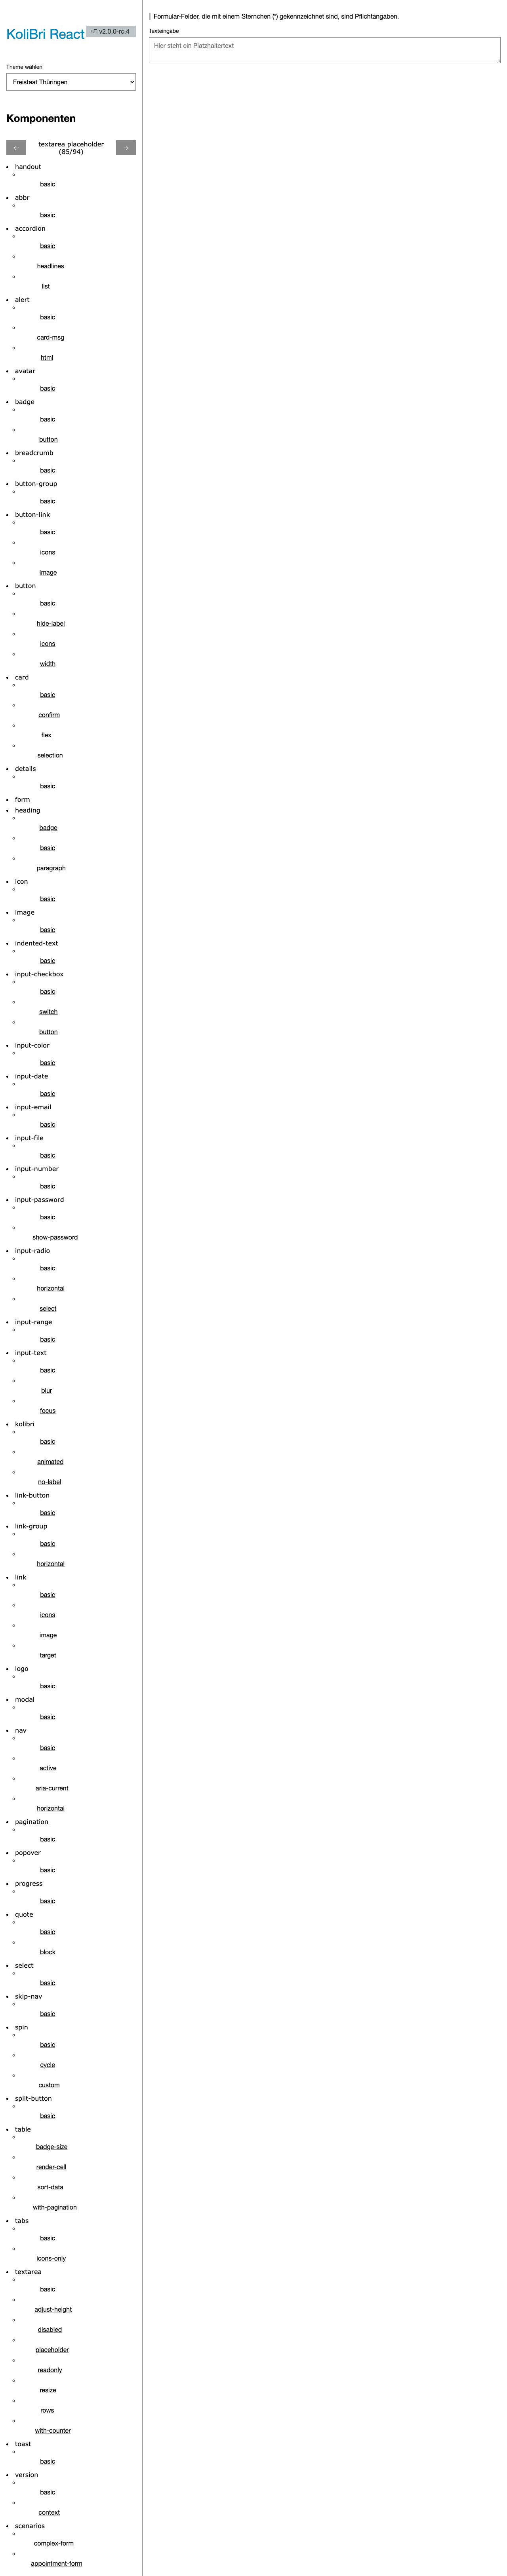 KoliBri React
v2.0.0-rc.4
Theme wählen
Freistaat Thüringen
Komponenten
textarea placeholder
(85/94)
handout
basic
abbr
basic
accordion
basic
headlines
list
alert
basic
card-msg
html
avatar
basic
badge
basic
button
breadcrumb
basic
button-group
basic
button-link
basic
icons
image
button
basic
hide-label
icons
width
card
basic
confirm
flex
selection
details
basic
form
heading
badge
basic
paragraph
icon
basic
image
basic
indented-text
basic
input-checkbox
basic
switch
button
input-color
basic
input-date
basic
input-email
basic
input-file
basic
input-number
basic
input-password
basic
show-password
input-radio
basic
horizontal
select
input-range
basic
input-text
basic
blur
focus
kolibri
basic
animated
no-label
link-button
basic
link-group
basic
horizontal
link
basic
icons
image
target
logo
basic
modal
basic
nav
basic
active
aria-current
horizontal
pagination
basic
popover
basic
progress
basic
quote
basic
block
select
basic
skip-nav
basic
spin
basic
cycle
custom
split-button
basic
table
badge-size
render-cell
sort-data
with-pagination
tabs
basic
icons-only
textarea
basic
adjust-height
disabled
placeholder
readonly
resize
rows
with-counter
toast
basic
version
basic
context
scenarios
complex-form
appointment-form
Formular-Felder, die mit einem Sternchen (*) gekennzeichnet sind, sind Pflichtangaben.
Texteingabe
Hier steht ein Platzhaltertext